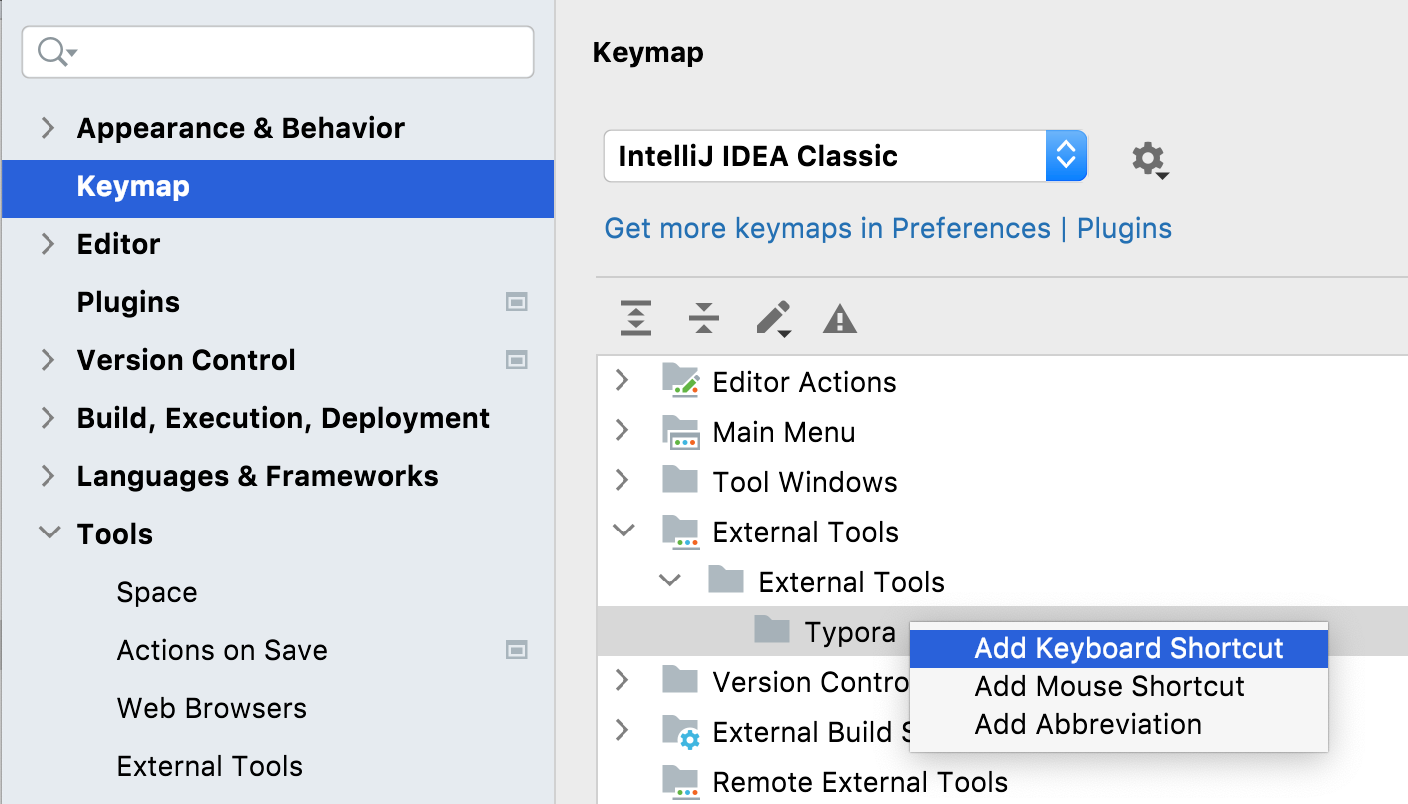 Appearance & Behavior
Keymap
Editor
Plugins
Version Control
Build, Execution, Deployment
Languages & Frameworks
Tools
Space
Actions on Save
Web Browsers
External Tools
Keymap
IntelliJ IDEA Classic
Get more keymaps in Preferences | Plugins
Editor Actions
Main Menu
Tool Windows
External Tools
External Tools
Typora
Version Contro
External Build S
Remote External Tools
Add Keyboard Shortcut
Add Mouse Shortcut
Add Abbreviation